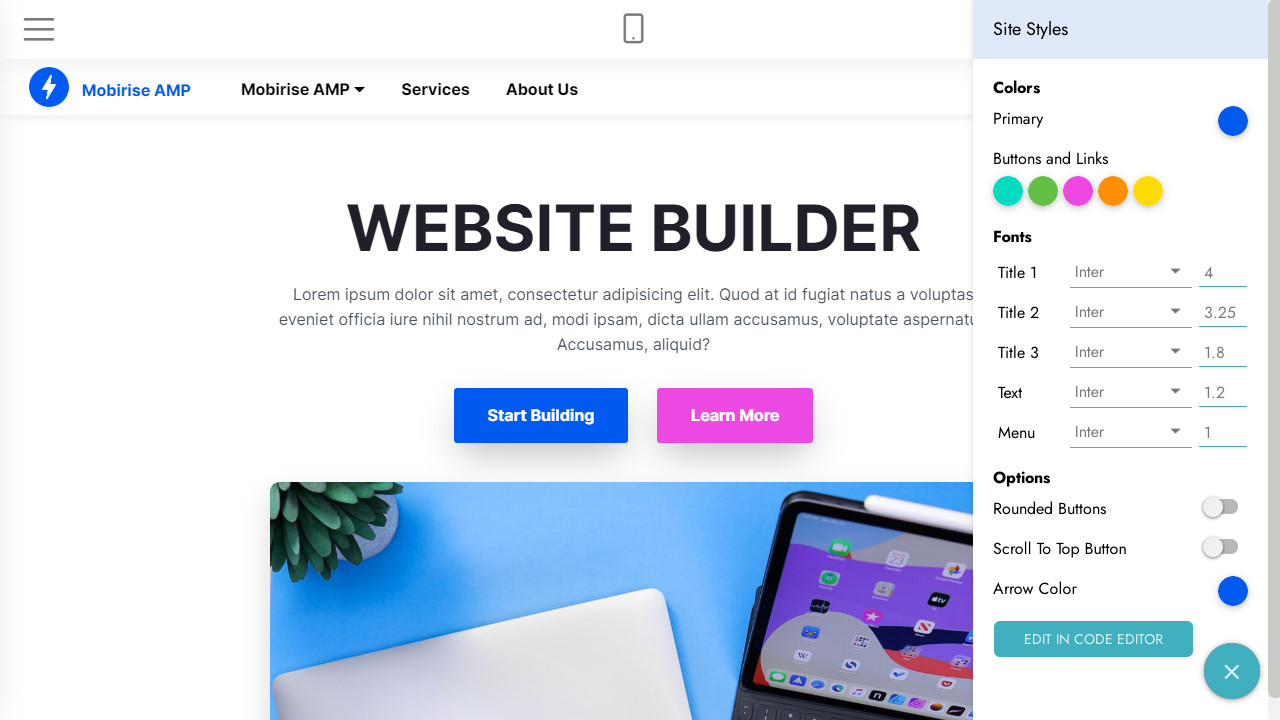 Site Styles
Mobirise AMP
Mobirise AMP
Services
About Us
WEBSITE BUILDER
Lorem ipsum dolor sit amet, consectetur adipisicing elit. Quod at id fugiat natus a voluptas
eveniet officia iure nihil nostrum ad, modi ipsam, dicta ullam accusamus, voluptate aspernatu
Accusamus, aliquid?
Start Building
Learn More
Colors
Primary
Buttons and Links
Fonts
Title 1 Inter 4
Title 2 Inter 3.25
Title 3 Inter 1.8
Text Inter 1.2
Menu Inter 1
Options
Rounded Buttons
Scroll To Top Button
Arrow Color
EDIT IN CODE EDITOR